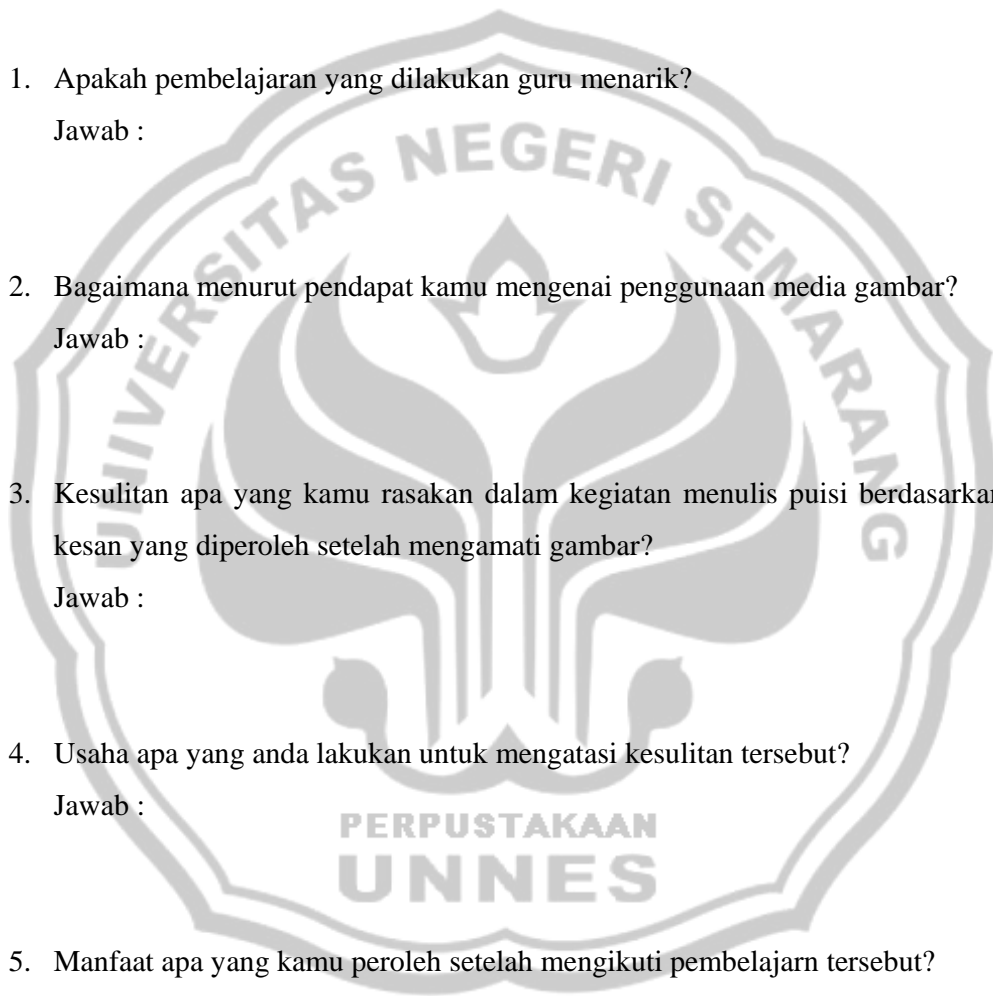 1. Apakah pembelajaran yang dilakukan guru menarik?
Jawab :
2. Bagaimana menurut pendapat kamu mengenai penggunaan media gambar?
Jawab :
3. Kesulitan apa yang kamu rasakan dalam kegiatan menulis puisi berdasarkan
kesan yang diperoleh setelah mengamati gambar?
Jawab :
4. Usaha apa yang anda lakukan untuk mengatasi kesulitan tersebut?
Jawab :
5. Manfaat apa yang kamu peroleh setelah mengikuti pembelajarn tersebut?
UNIVERSITAS NEGERI SEMARANG
PERPUSTAKAAN
UNNES